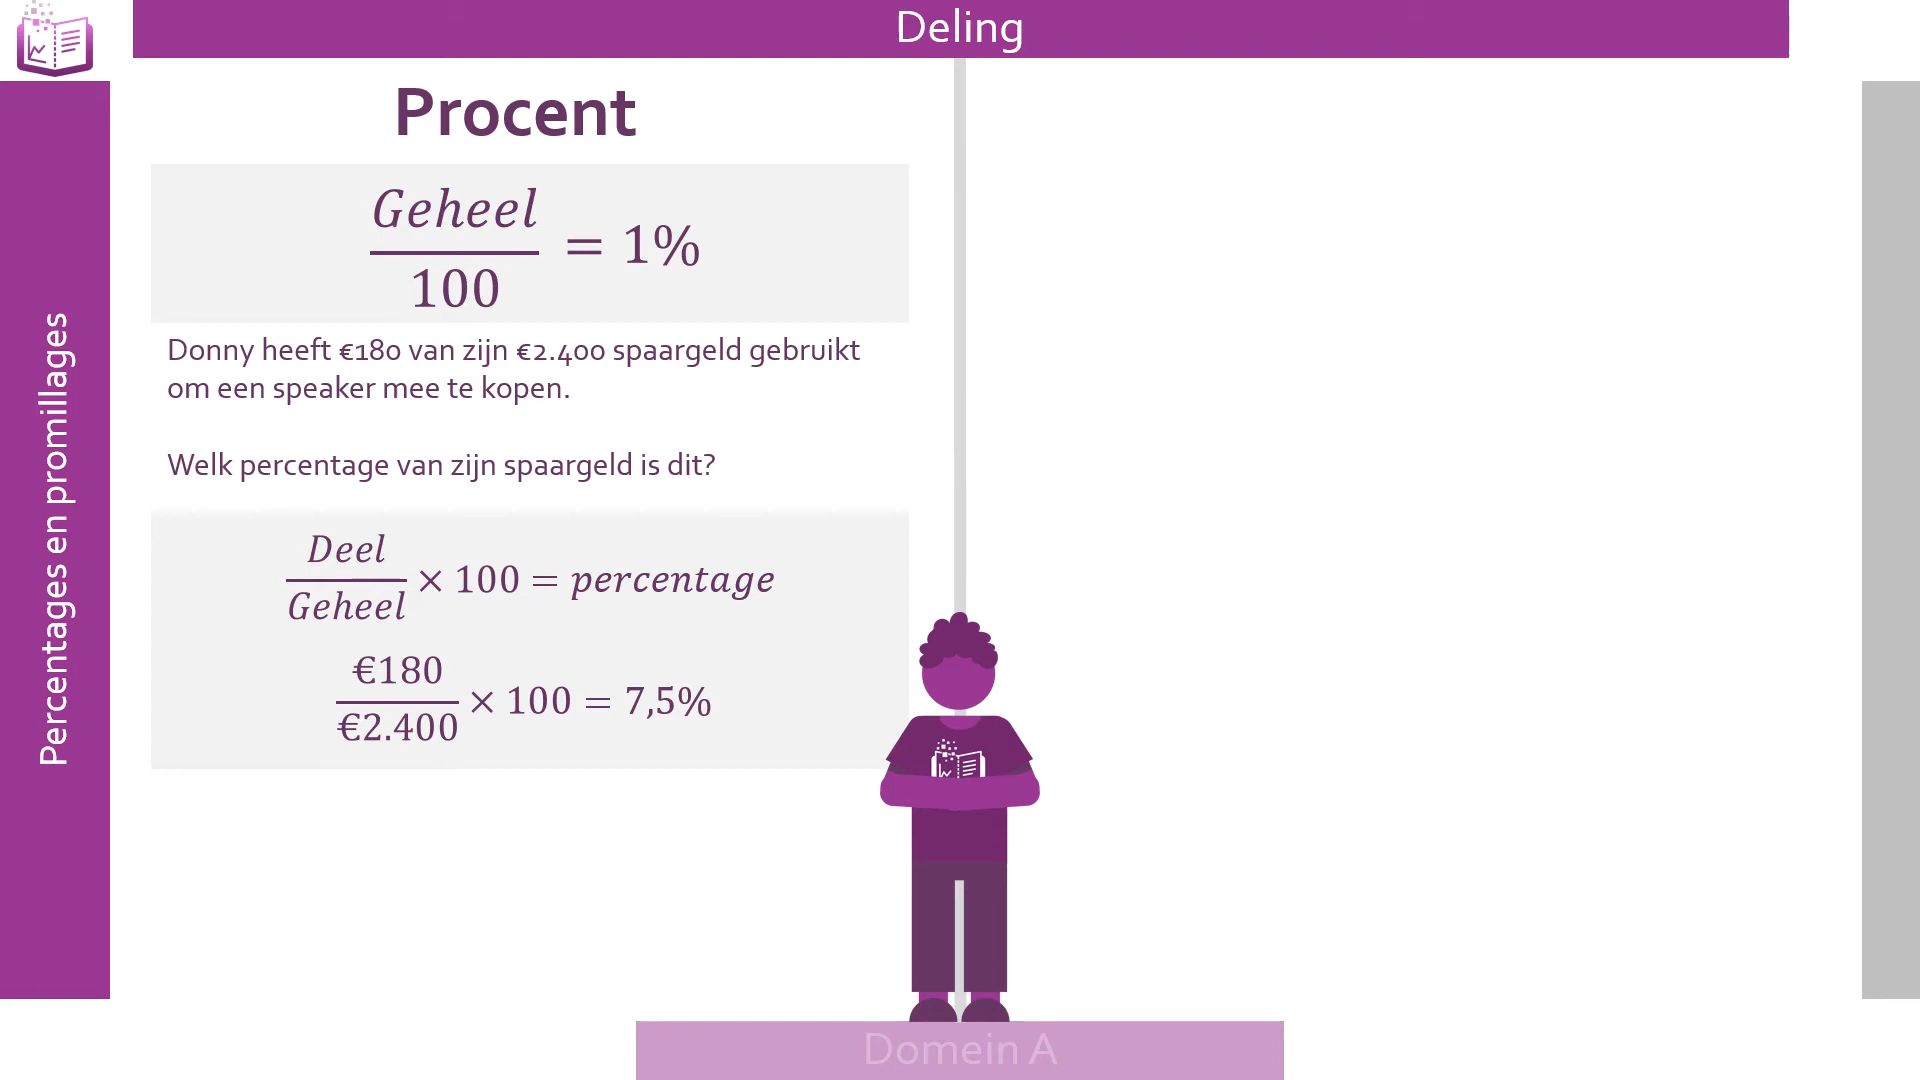 Deling
Percentages en promillages
Procent
Geheel
100
= 1%
Donny heeft €180 van zijn €2.400 spaargeld gebruikt
om een speaker mee te kopen.
Welk percentage van zijn spaargeld is dit?
Deel
Geheel
× 100 = percentage
€180
€2.400
× 100 = 7,5%
Domein A